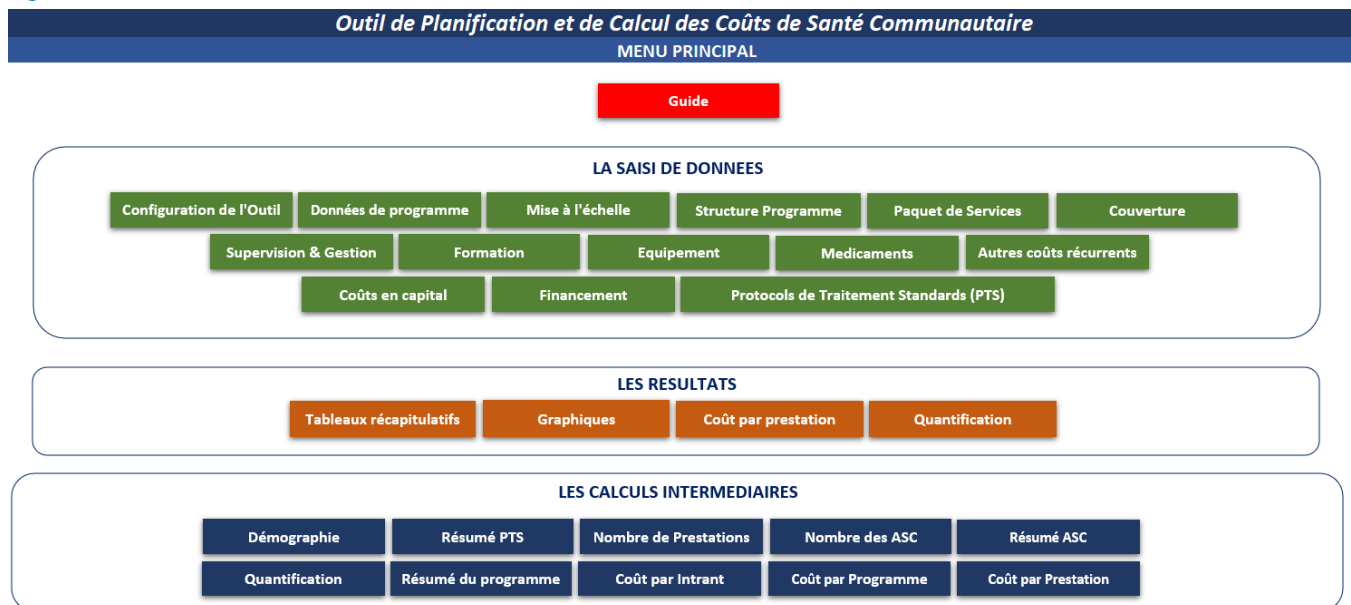 Outil de Planification et de Calcul des Coûts de Santé Communautaire
MENU PRINCIPAL
Guide
LA SAISI DE DONNEES
Configuration de l'Outil Données de programme Mise à l'échelle Structure Programme Paquet de Services Couverture
Supervision & Gestion Formation Equipement Medicaments Autres coûts récurrents
Coûts en capital Financement Protocols de Traitement Standards (PTS)
LES RESULTATS
Tableaux récapitulatifs Graphiques Coût par prestation Quantification
LES CALCULS INTERMEDIAIRES
Démographie Résumé PTS Nombre de Prestations Nombre des ASC Résumé ASC
Quantification Résumé du programme Coût par Intrant Coût par Programme Coût par Prestation